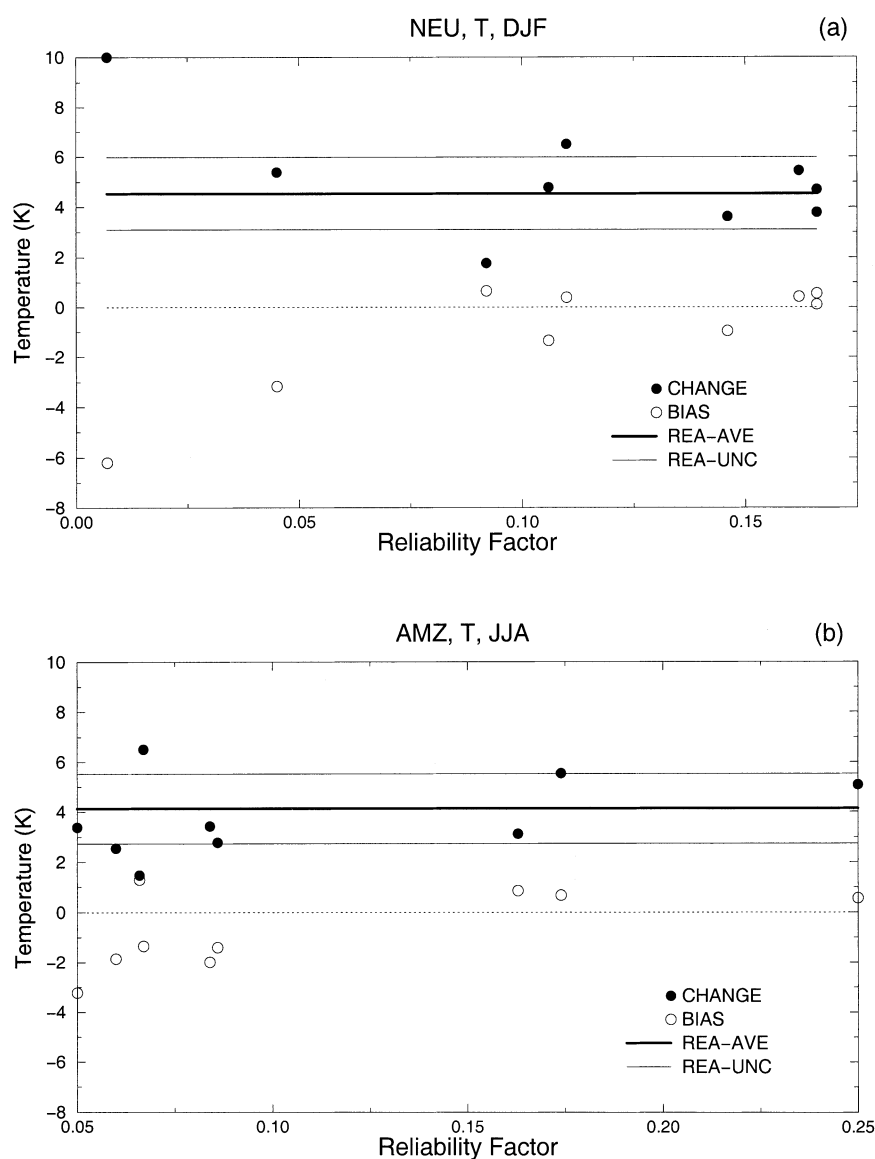 NEU, T, DJF (a)
10
8
6
4
2
0
−2
−4
−6
−8
Temperature (K)
CHANGE
BIAS
REA−AVE
REA−UNC
0.00 0.05 0.10 0.15
Reliability Factor
AMZ, T, JJA (b)
10
8
6
4
2
0
−2
−4
−6
−8
Temperature (K)
CHANGE
BIAS
REA−AVE
REA−UNC
0.05 0.10 0.15 0.20 0.25
Reliability Factor